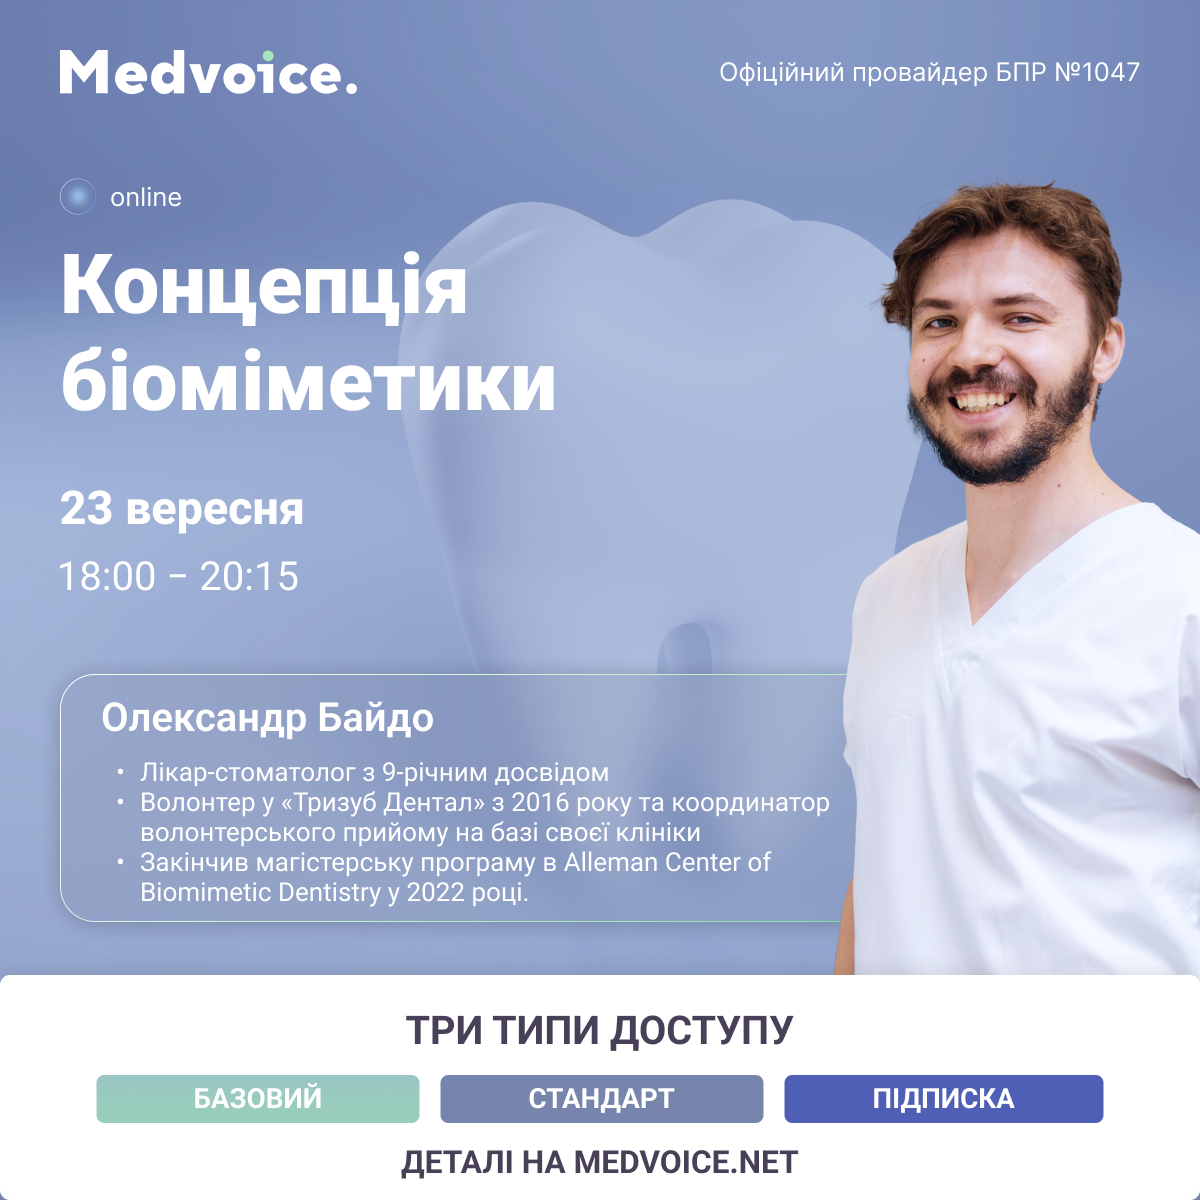 Medvoice.
Офіційний провайдер БПР №1047
online
Концепція
біоміметики
23 вересня
18:00 – 20:15
Олександр Байдо
• Лікар-стоматолог з 9-річним досвідом
• Волонтер у «Тризуб Дентал» з 2016 року та координатор
волонтерського прийому на базі своєї клініки
• Закінчив магістерську програму в Alleman Center of
Biomimetic Dentistry у 2022 році.
ТРИ ТИПИ ДОСТУПУ
БАЗОВИЙ
СТАНДАРТ
ПІДПИСКА
ДЕТАЛІ НА MEDVOICE.NET